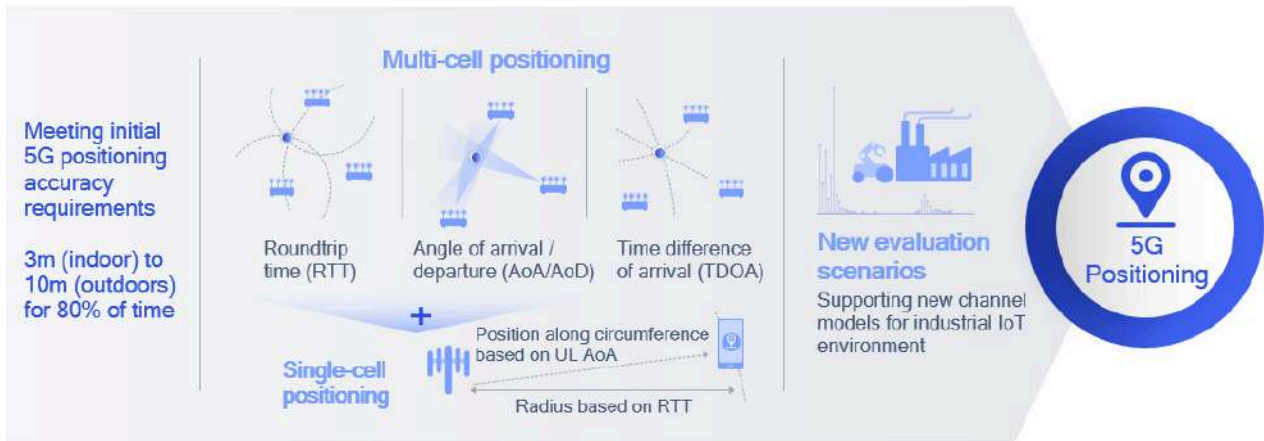 Meeting initial
5G positioning
accuracy
requirements
3m (indoor) to
10m (outdoors)
for 80% of time
Multi-cell positioning
Roundtrip
time (RTT)
Angle of arrival /
departure (AoA/AoD)
Time difference
of arrival (TDOA)
+
Single-cell
positioning
Position along circumference
based on UL AoA
Radius based on RTT
New evaluation
scenarios
Supporting new channel
models for industrial IoT
environment
5G
Positioning